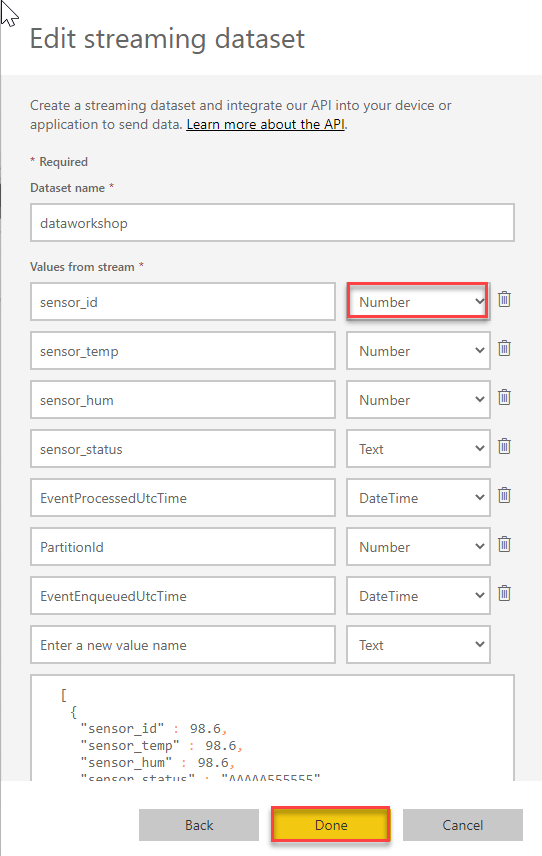 Edit streaming dataset
Create a streaming dataset and integrate our API into your device or
application to send data. Learn more about the API.
* Required
Dataset name *
dataworkshop
Values from stream *
sensor_id Number
sensor_temp Number
sensor_hum Number
sensor_status Text
EventProcessedUtcTime DateTime
PartitionId Number
EventEnqueuedUtcTime DateTime
Enter a new value name Text
[
{
"sensor_id" : 98.6,
"sensor_temp" : 98.6,
"sensor_hum" : 98.6,
"sensor_status" : "AAAAA555555"
Back Done Cancel